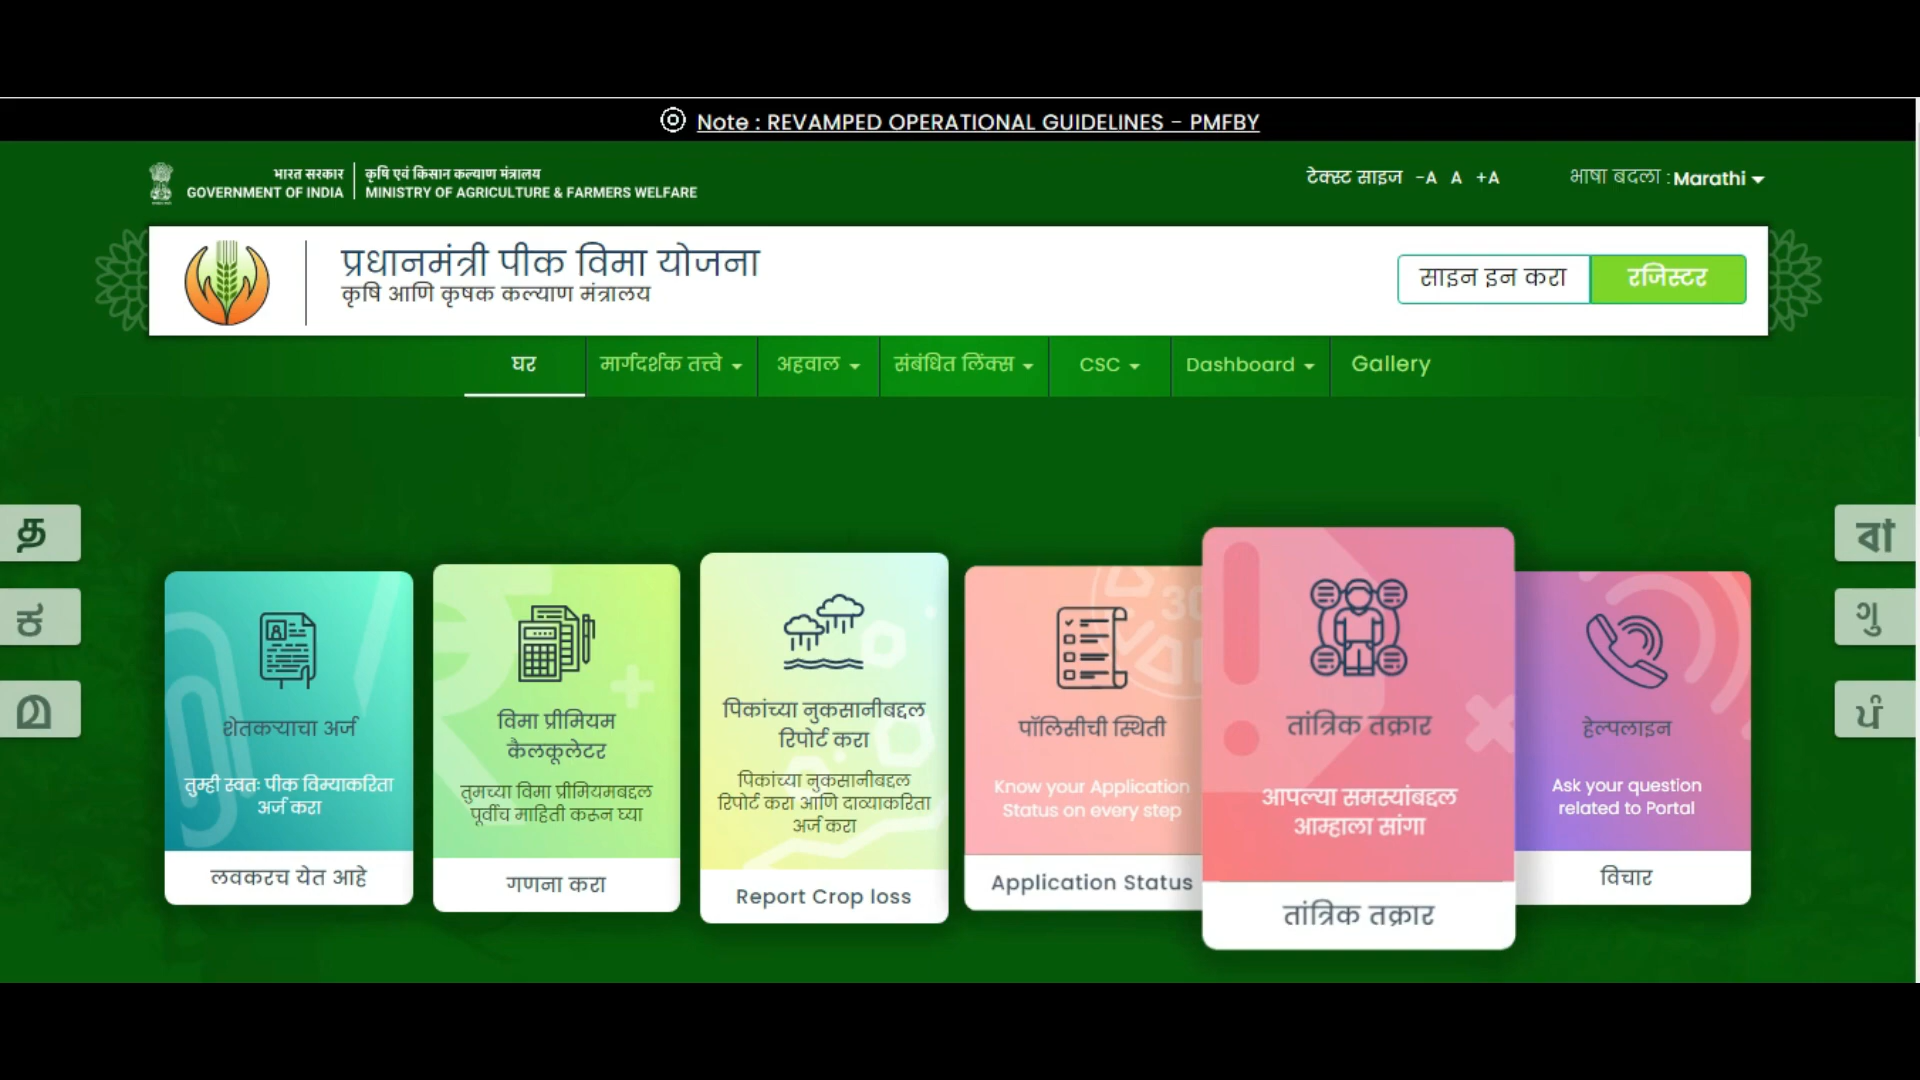 Note : REVAMPED OPERATIONAL GUIDELINES - PMFBY
भारत सरकार
GOVERNMENT OF INDIA
कृषि एवं किसान कल्याण मंत्रालय
MINISTRY OF AGRICULTURE & FARMERS WELFARE
टेक्स्ट साइज -A A +A
भाषा बदला : Marathi
प्रधानमंत्री पीक विमा योजना
कृषि आणि कृषक कल्याण मंत्रालय
साइन इन करा
रजिस्टर
घर
मार्गदर्शक तत्त्वे
अहवाल
संबंधित लिंक्स
CSC
Dashboard
Gallery
த
ಕ
മ
বা
ગુ
ਪੰ
शेतकऱ्याचा अर्ज
तुम्ही स्वतः पीक विम्याकरिता
अर्ज करा
लवकरच येत आहे
विमा प्रीमियम
कैलकूलेटर
तुमच्या विमा प्रीमियमबद्दल
पूर्वीच माहिती करून घ्या
गणना करा
पिकांच्या नुकसानीबद्दल
रिपोर्ट करा
पिकांच्या नुकसानीबद्दल
रिपोर्ट करा आणि दाव्याकरिता
अर्ज करा
Report Crop loss
30
पॉलिसीची स्थिती
Know your Application
Status on every step
Application Status
तांत्रिक तक्रार
आपल्या समस्यांबद्दल
आम्हाला सांगा
तांत्रिक तक्रार
हेल्पलाइन
Ask your question
related to Portal
विचार